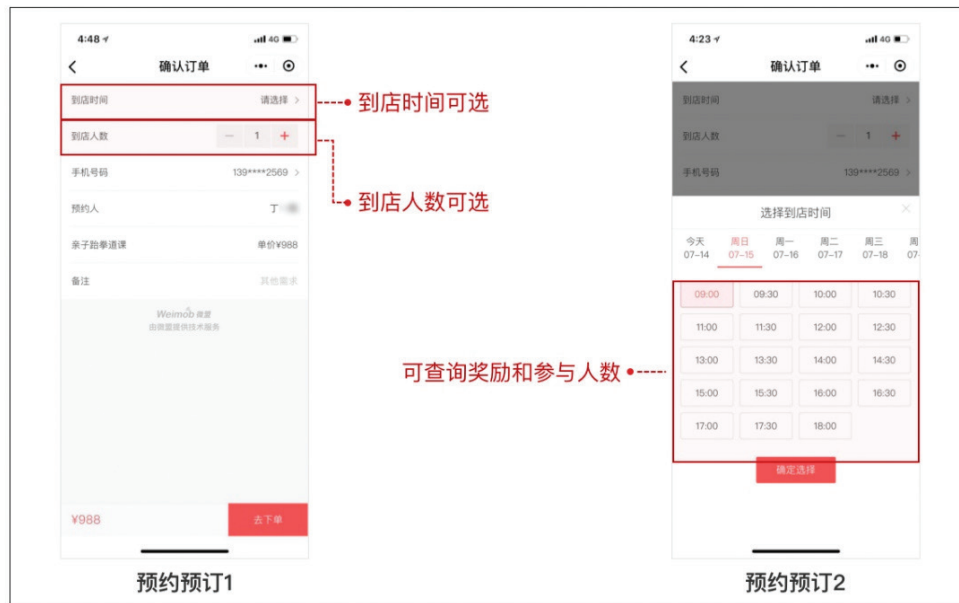 4:48
4G
确认订单
到店时间 请选择 >
到店人数 — 1 +
手机号码 139****2569 >
预约人 丁
亲子跆拳道课 单价¥988
备注 其他需求
Weimob 微盟
由微盟提供技术服务
¥988 去下单
预约预订1
到店时间可选
到店人数可选
可查询奖励和参与人数
4:23
4G
确认订单
到店时间 请选择 >
到店人数 — 1 +
手机号码 139****2569 >
选择到店时间
今天 周日 周一 周二 周三 周
07-14 07-15 07-16 07-17 07-18 07-
09:00 09:30 10:00 10:30
11:00 11:30 12:00 12:30
13:00 13:30 14:00 14:30
15:00 15:30 16:00 16:30
17:00 17:30 18:00
确定选择
预约预订2